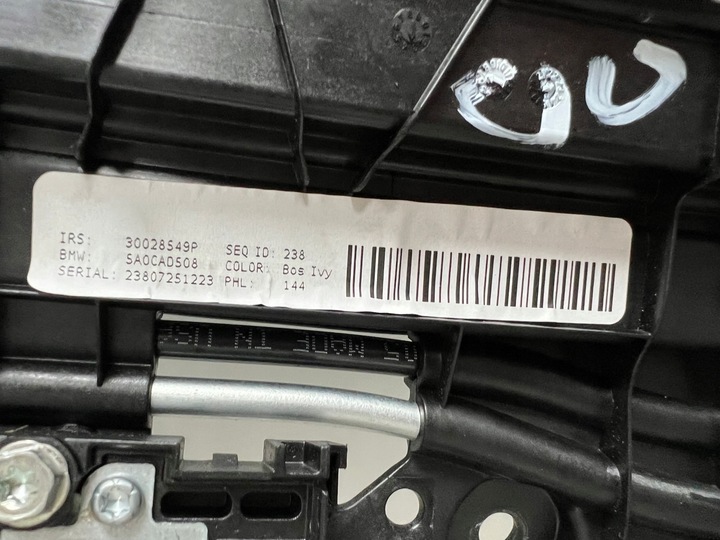 IRS: 30028549P SEQ ID: 238
BMW: 5A0CAD508 COLOR: Bos Ivy
SERIAL: 23807251223 PHL: 144